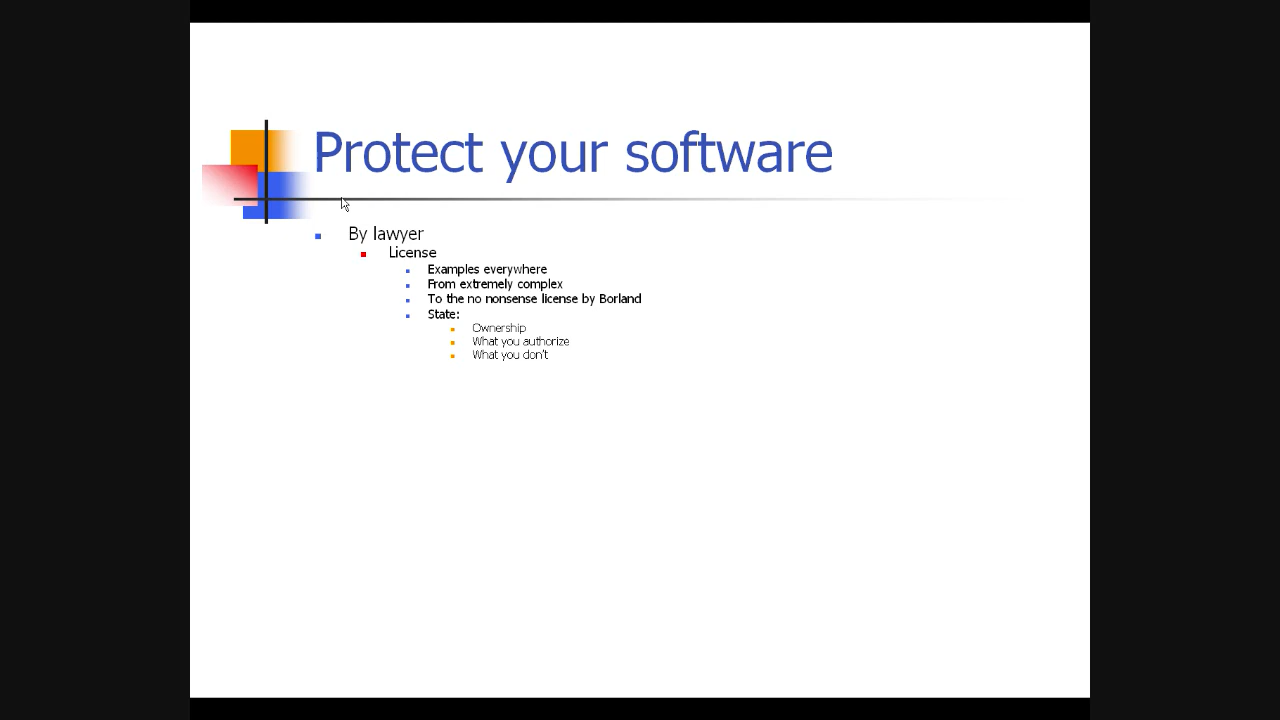 Protect your software
By lawyer
License
Examples everywhere
From extremely complex
To the no nonsense license by Borland
State:
Ownership
What you authorize
What you don't